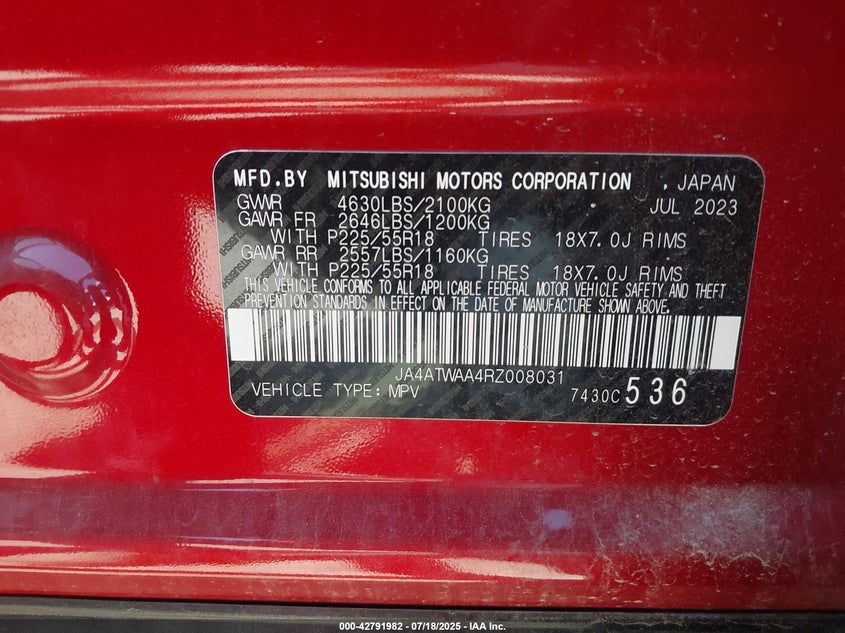 MFD.BY MITSUBISHI MOTORS CORPORATION , JAPAN
GVWR 4630LBS/2100KG JUL 2023
GAWR FR 2646LBS/1200KG
WITH P225/55R18 TIRES 18X7.0J RIMS
GAWR RR 2557LBS/1160KG
WITH P225/55R18 TIRES 18X7.0J RIMS
THIS VEHICLE CONFORMS TO ALL APPLICABLE FEDERAL MOTOR VEHICLE SAFETY AND THEFT
PREVENTION STANDARDS IN EFFECT ON THE DATE OF MANUFACTURE SHOWN ABOVE.
JA4ATWAA4RZ008031
VEHICLE TYPE: MPV 7430C 536
000-42791982 - 07/18/2025 - IAA Inc.